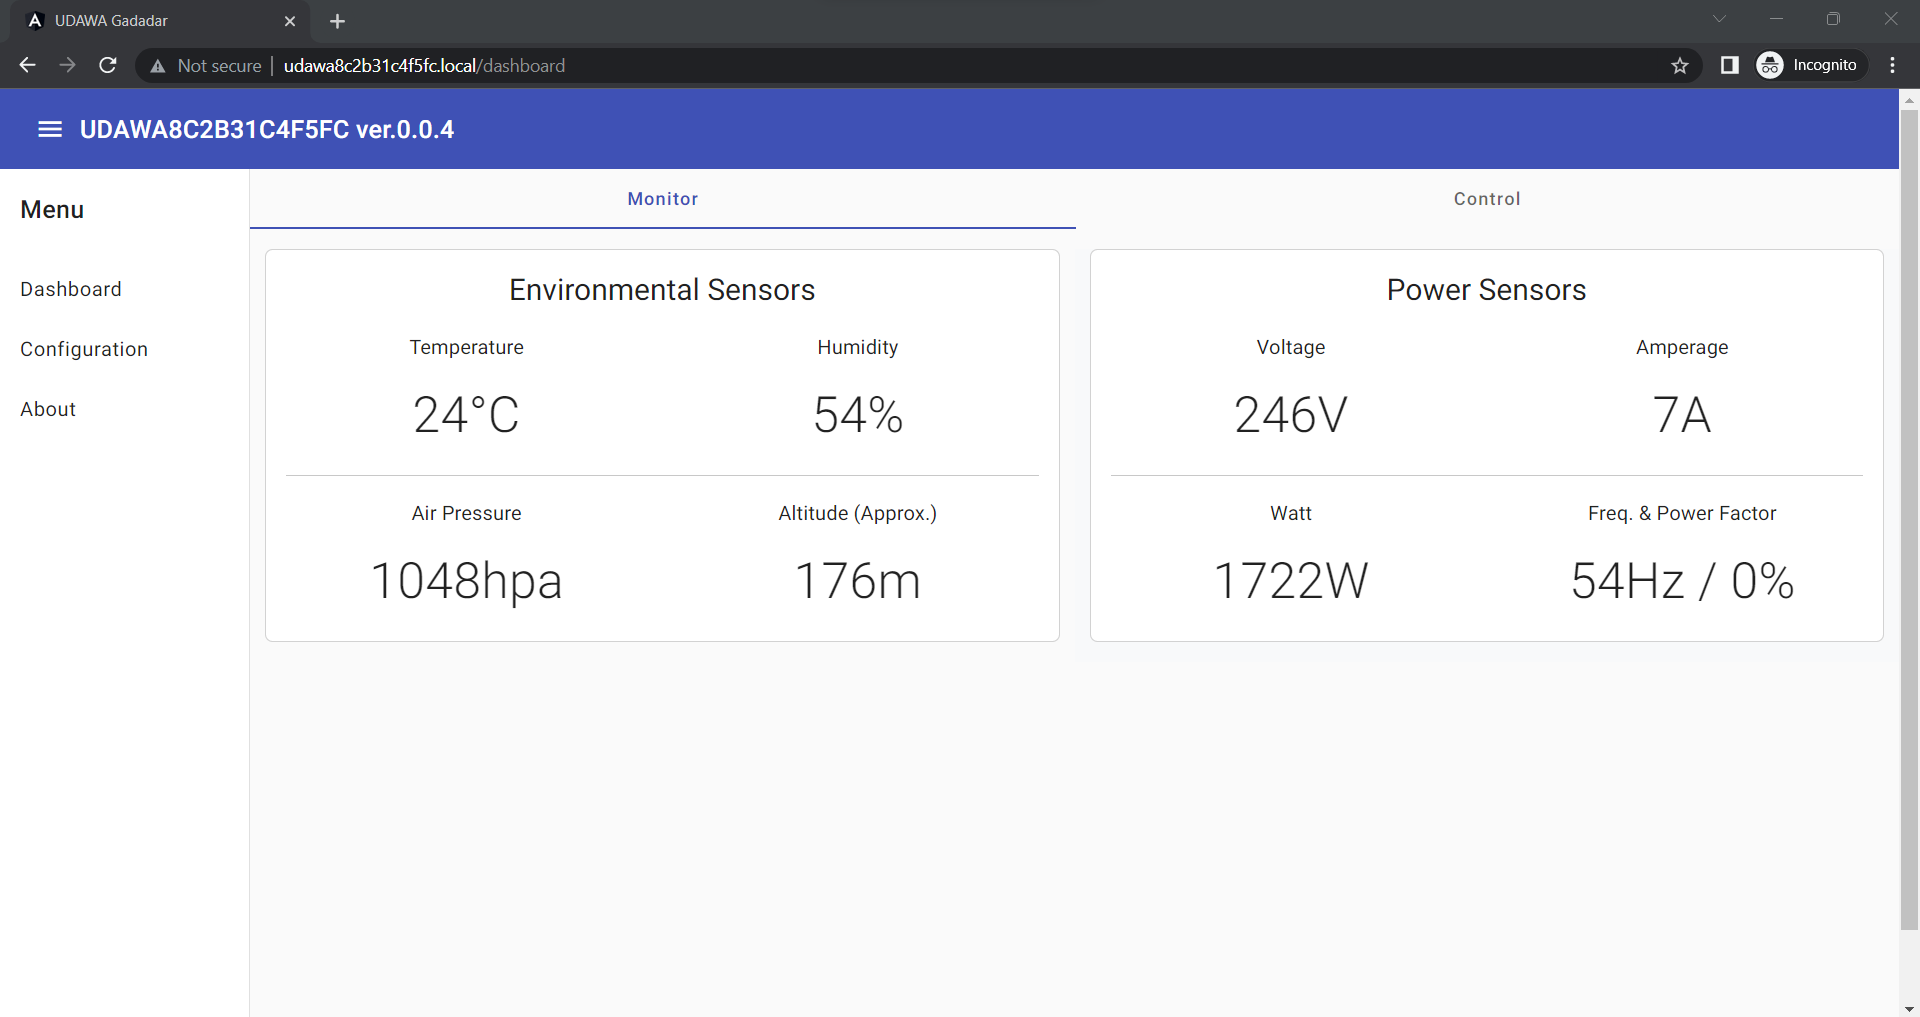 UDAWA Gadadar
Not secure | udawa8c2b31c4f5fc.local/dashboard
Incognito
UDAWA8C2B31C4F5FC ver.0.0.4
Menu
Dashboard
Configuration
About
Monitor
Control
Environmental Sensors
Temperature
Humidity
24°C
54%
Air Pressure
Altitude (Approx.)
1048hpa
176m
Power Sensors
Voltage
Amperage
246V
7A
Watt
Freq. & Power Factor
1722W
54Hz / 0%